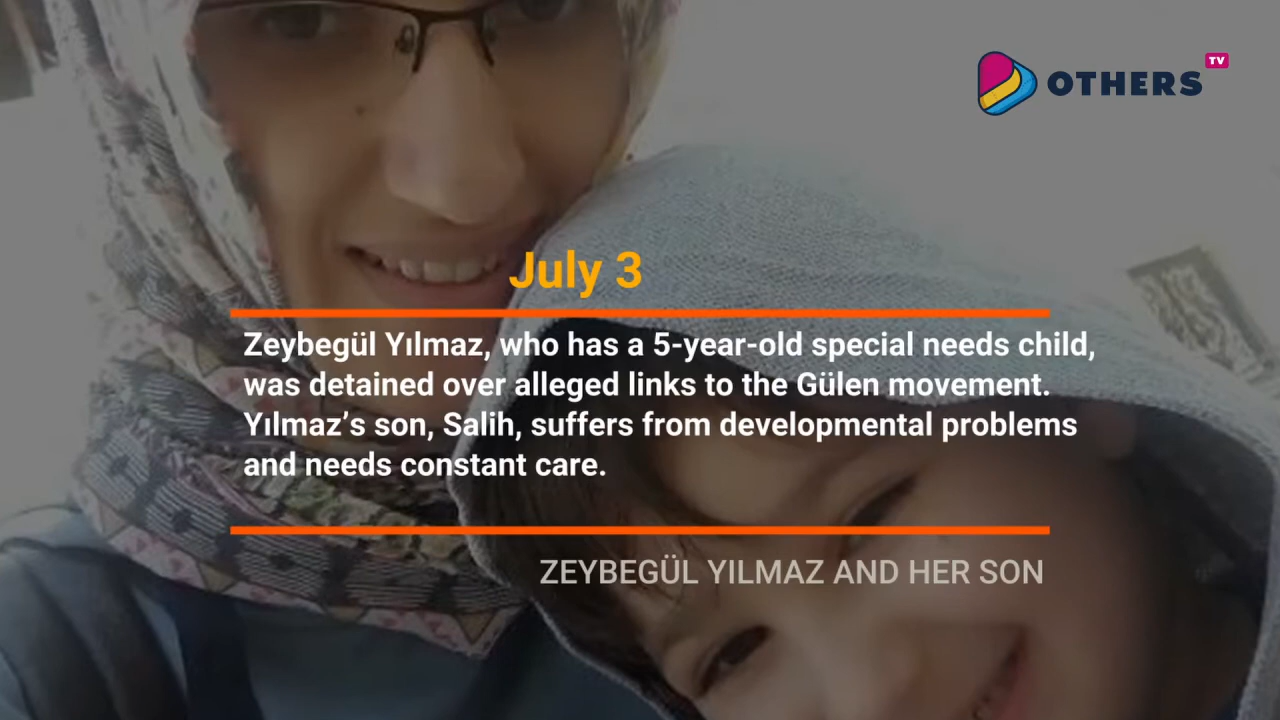 OTHERS TV
July 3
Zeybegül Yılmaz, who has a 5-year-old special needs child,
was detained over alleged links to the Gülen movement.
Yılmaz’s son, Salih, suffers from developmental problems
and needs constant care.
ZEYBEGÜL YILMAZ AND HER SON